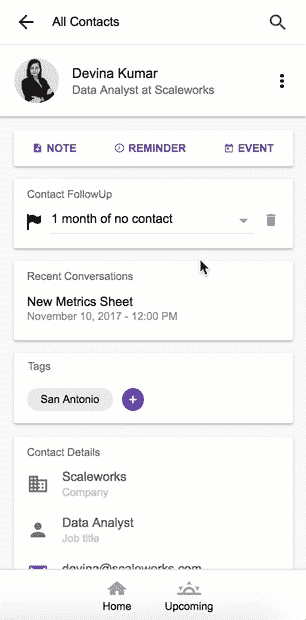 All Contacts
Devina Kumar
Data Analyst at Scaleworks
NOTE
REMINDER
EVENT
Contact FollowUp
1 month of no contact
Recent Conversations
New Metrics Sheet
November 10, 2017 - 12:00 PM
Tags
San Antonio
+
Contact Details
Scaleworks
Company
Data Analyst
Job title
devina@scaleworks.com
Home
Upcoming